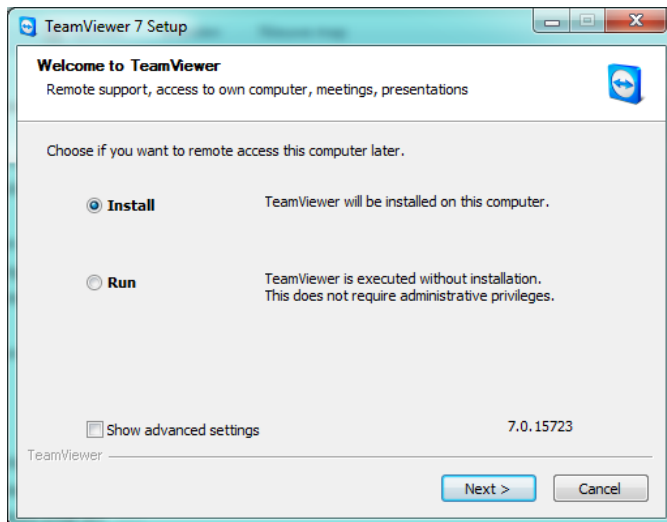 TeamViewer 7 Setup
Welcome to TeamViewer
Remote support, access to own computer, meetings, presentations
Choose if you want to remote access this computer later.
Install
TeamViewer will be installed on this computer.
Run
TeamViewer is executed without installation.
This does not require administrative privileges.
Show advanced settings
7.0.15723
TeamViewer
Next >
Cancel